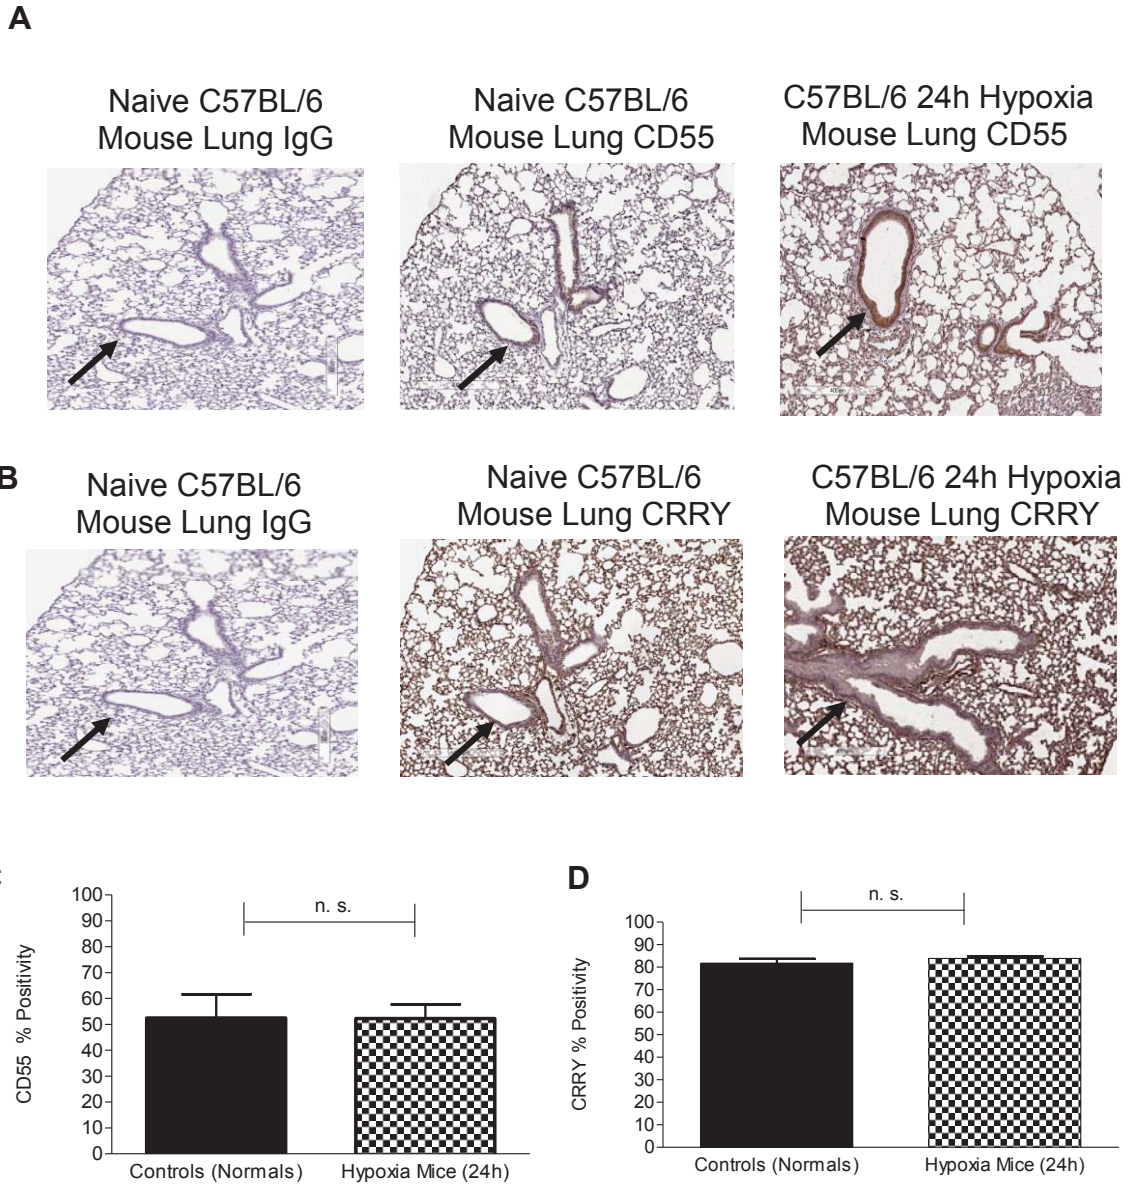 A
Naive C57BL/6
Mouse Lung IgG
Naive C57BL/6
Mouse Lung CD55
C57BL/6 24h Hypoxia
Mouse Lung CD55
B
Naive C57BL/6
Mouse Lung IgG
Naive C57BL/6
Mouse Lung CRRY
C57BL/6 24h Hypoxia
Mouse Lung CRRY
n. s.
100
90
80
70
60
50
40
30
20
10
0
CD55 % Positivity
Controls (Normals)
Hypoxia Mice (24h)
D
n. s.
100
90
80
70
60
50
40
30
20
10
0
CRRY % Positivity
Controls (Normals)
Hypoxia Mice (24h)